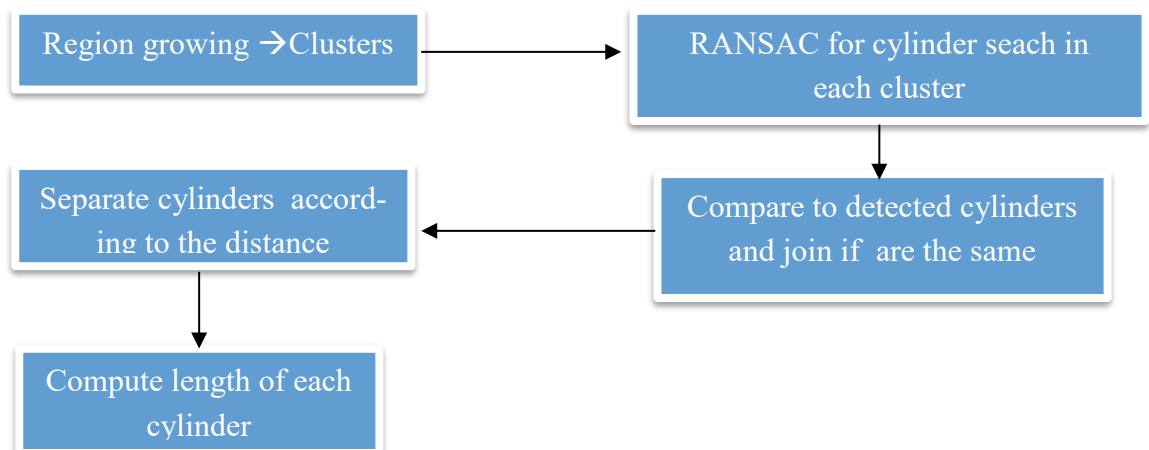 Region growing →Clusters
RANSAC for cylinder seach in
each cluster
Compare to detected cylinders
and join if  are the same
Separate cylinders  accord-
ing to the distance
Compute length of each
cylinder